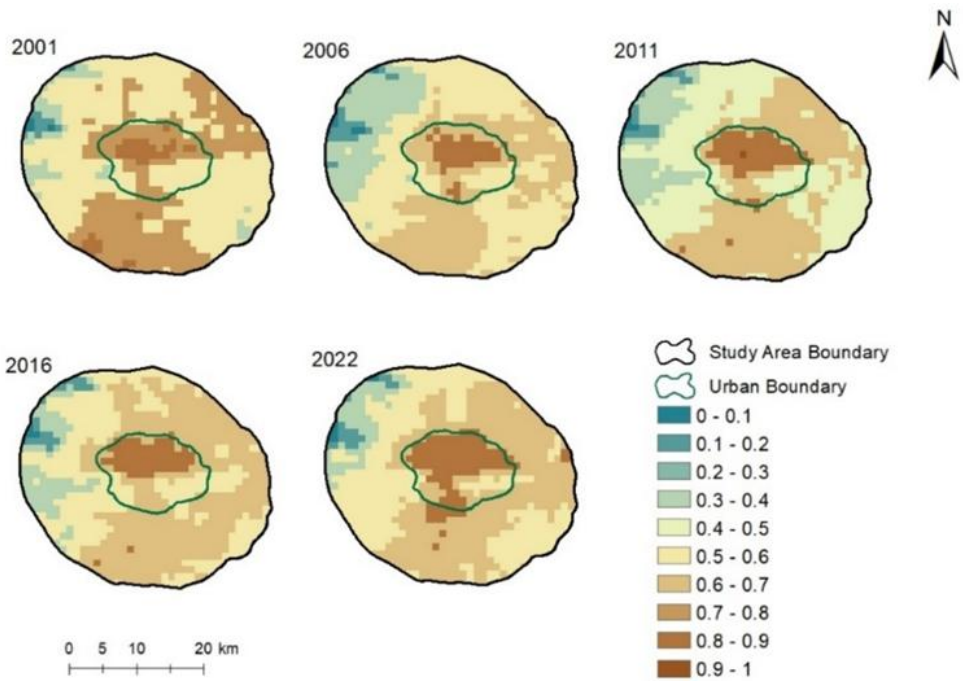 N
2001
2006
2011
2016
2022
Study Area Boundary
Urban Boundary
0 - 0.1
0.1 - 0.2
0.2 - 0.3
0.3 - 0.4
0.4 - 0.5
0.5 - 0.6
0.6 - 0.7
0.7 - 0.8
0.8 - 0.9
0.9 - 1
0 5 10 20 km